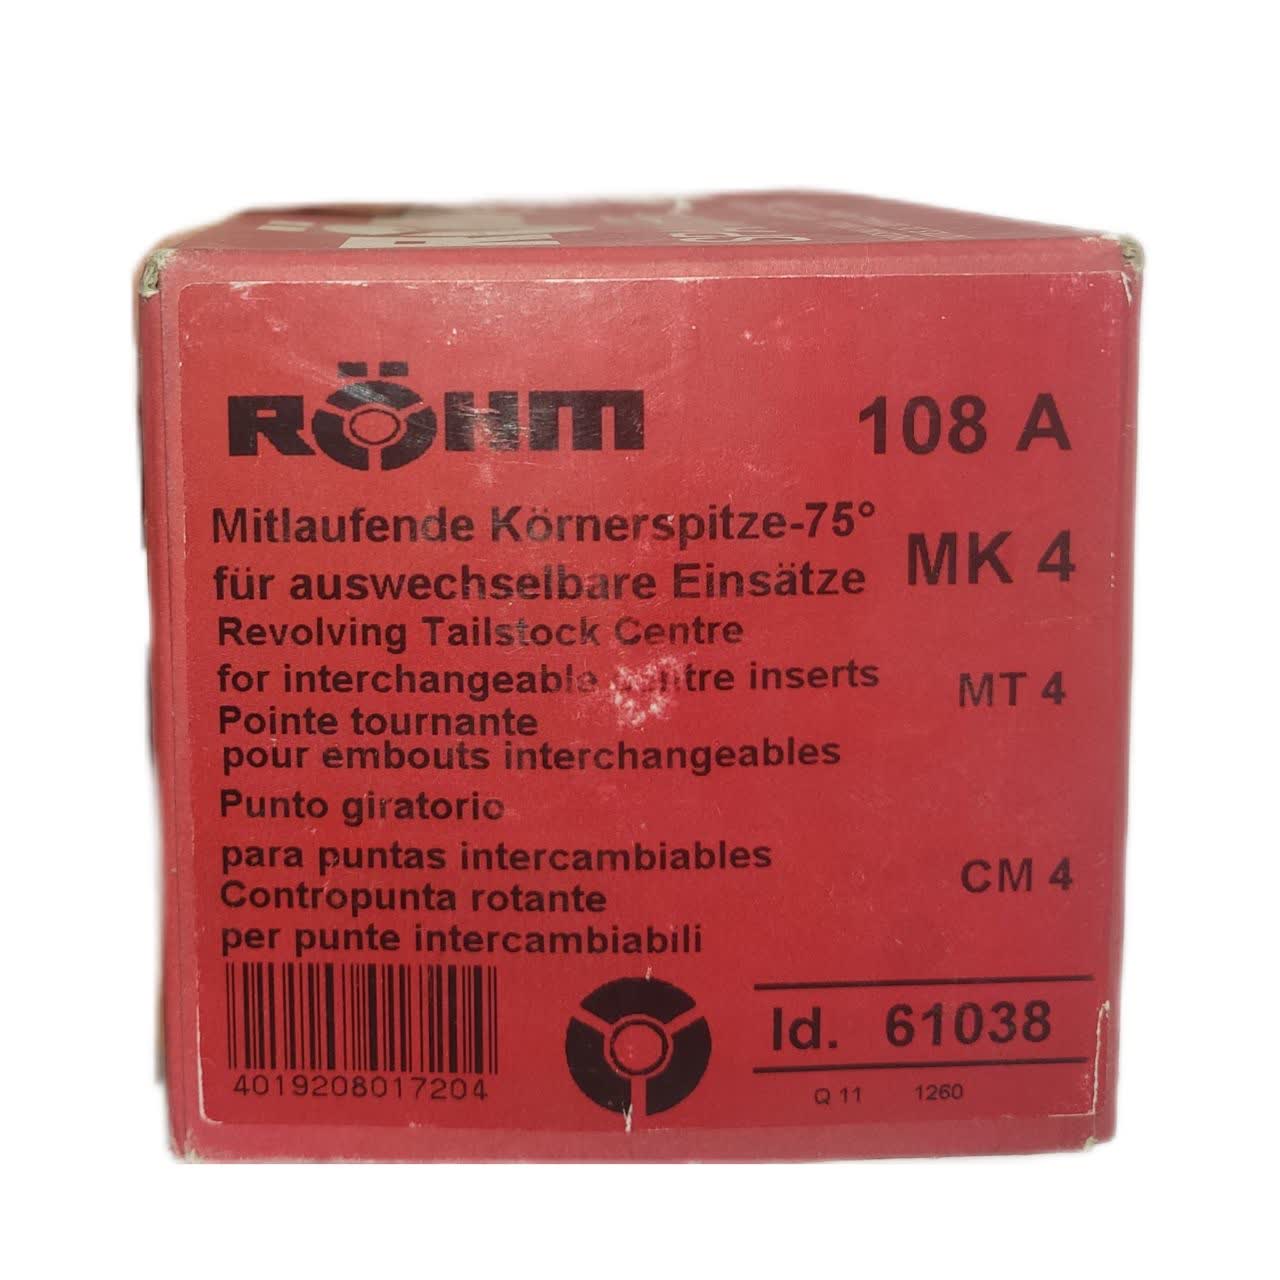 RÖHM
108 A
Mitlaufende Körnerspitze-75°
für auswechselbare Einsätze
MK 4
Revolving Tailstock Centre
for interchangeable centre inserts
MT 4
Pointe tournante
pour embouts interchangeables
Punto giratorio
para puntas intercambiables
CM 4
Contropunta rotante
per punte intercambiabili
4019208017204
Id. 61038
Q 11 1260